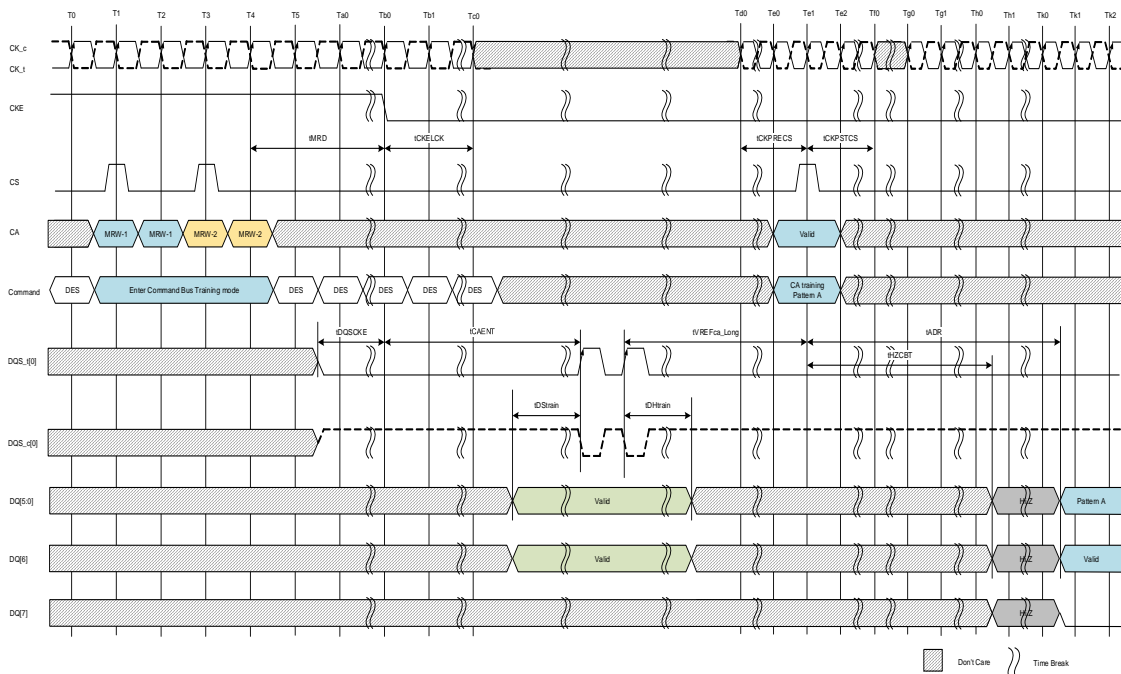 T0 T1 T2 T3 T4 T5 Ta0 Tb0 Tb1 Tc0 Td0 Te0 Te1 Te2 Tf0 Tg0 Tg1 Th0 Th1 Tk0 Tk1 Tk2
CK_c
CK_t
CKE
tMRD tCKELCK tCKPRECS tCKPSTCS
CS
CA MRW-1 MRW-1 MRW-2 MRW-2 Valid
Command DES Enter Command Bus Training mode DES DES DES DES DES CA training
Pattern A
tDQSCKE tCAENT tVREFca_Long tADR
tHZCBT
DQS_t[0]
tDStrain tDHtrain
DQS_c[0]
DQ[5:0] Valid Pattern A
DQ[6] Valid Valid
DQ[7]
Don't Care Time Break